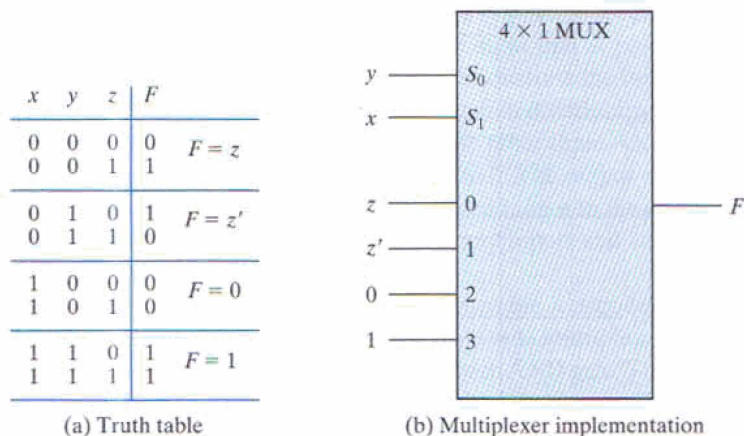 x y z F
0 0 0 0 F = z
0 0 1 1
0 1 0 1 F = z'
0 1 1 0
1 0 0 0 F = 0
1 0 1 0
1 1 0 1 F = 1
1 1 1 1
(a) Truth table
4 × 1 MUX
y S₀
x S₁
z 0
z' 1
0 2
1 3
F
(b) Multiplexer implementation